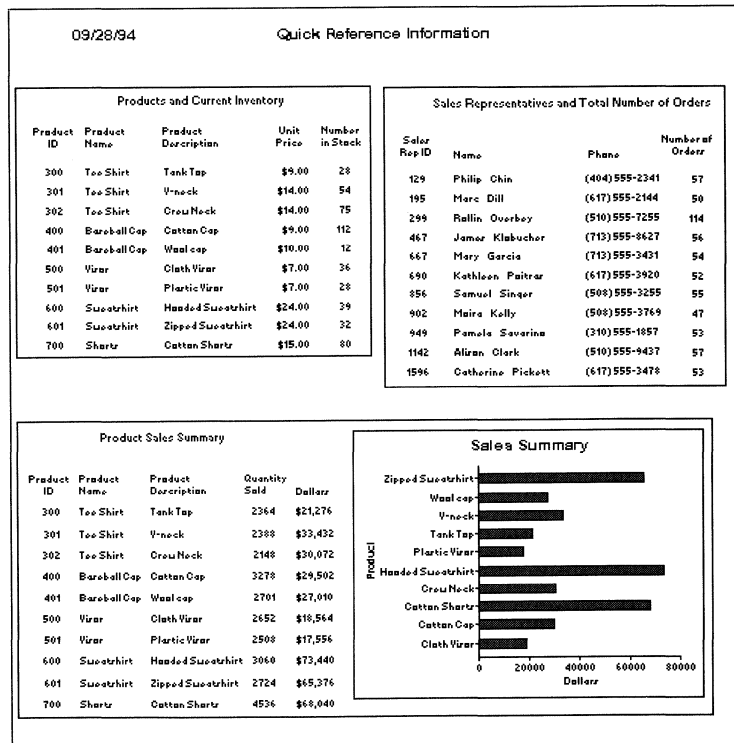 09/28/94 Quick Reference Information
Products and Current Inventory
Product ID Product Name Product Description Unit Price Number in Stock
300 Tee Shirt Tank Top $9.00 28
301 Tee Shirt V-neck $14.00 54
302 Tee Shirt Crew Neck $14.00 75
400 Baseball Cap Cotton Cap $9.00 112
401 Baseball Cap Wool cap $10.00 12
500 Visor Cloth Visor $7.00 36
501 Visor Plastic Visor $7.00 28
600 Sweatshirt Hooded Sweatshirt $24.00 39
601 Sweatshirt Zipped Sweatshirt $24.00 32
700 Shorts Cotton Shorts $15.00 80
Sales Representatives and Total Number of Orders
Sales Rep ID Name Phone Number of Orders
129 Philip Chin (404)555-2341 57
195 Marc Dill (617)555-2144 50
299 Rollin Overbey (510)555-7255 114
467 James Klobucher (713)555-8627 56
667 Mary Garcia (713)555-3431 54
690 Kathleen Poitras (617)555-3920 52
856 Samuel Singer (508)555-3255 55
902 Moira Kelly (508)555-3769 47
949 Pamela Savarino (310)555-1857 53
1142 Alison Clark (510)555-9437 57
1596 Catherine Pickett (617)555-3478 53
Product Sales Summary
Product ID Product Name Product Description Quantity Sold Dollars
300 Tee Shirt Tank Top 2364 $21,276
301 Tee Shirt V-neck 2388 $33,432
302 Tee Shirt Crew Neck 2148 $30,072
400 Baseball Cap Cotton Cap 3278 $29,502
401 Baseball Cap Wool cap 2701 $27,010
500 Visor Cloth Visor 2652 $18,564
501 Visor Plastic Visor 2508 $17,556
600 Sweatshirt Hooded Sweatshirt 3060 $73,440
601 Sweatshirt Zipped Sweatshirt 2724 $65,376
700 Shorts Cotton Shorts 4536 $68,040
Sales Summary
Product
Zipped Sweatshirt
Wool cap
V-neck
Tank Top
Plastic Visor
Hooded Sweatshirt
Crew Neck
Cotton Shorts
Cotton Cap
Cloth Visor
0 20000 40000 60000 80000
Dollars